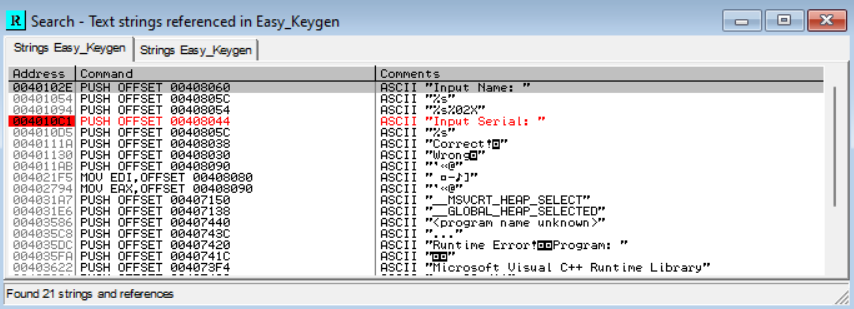 R Search - Text strings referenced in Easy_Keygen
Strings Easy_Keygen Strings Easy_Keygen
Address Command Comments
0040102E PUSH OFFSET 00408060 ASCII "Input Name: "
00401054 PUSH OFFSET 0040805C ASCII "%s"
00401094 PUSH OFFSET 00408054 ASCII "%s%02X"
004010C1 PUSH OFFSET 00408044 ASCII "Input Serial: "
004010D5 PUSH OFFSET 0040805C ASCII "%s"
0040111A PUSH OFFSET 00408038 ASCII "Correct!◘"
00401130 PUSH OFFSET 00408030 ASCII "Wrong◘"
004011AB PUSH OFFSET 00408090 ASCII "'«@"
004021F5 MOV EDI,OFFSET 00408080 ASCII
00402794 MOV EAX,OFFSET 00408090 ASCII "'«@"
004031A7 PUSH OFFSET 00407150 ASCII "__MSVCRT_HEAP_SELECT"
004031E6 PUSH OFFSET 00407138 ASCII "__GLOBAL_HEAP_SELECTED"
00403586 PUSH OFFSET 00407440 ASCII "<program name unknown>"
004035C8 PUSH OFFSET 0040743C ASCII "..."
004035DC PUSH OFFSET 00407420 ASCII "Runtime Error!◘◘Program: "
004035FA PUSH OFFSET 0040741C ASCII "◘◘"
00403622 PUSH OFFSET 004073F4 ASCII "Microsoft Visual C++ Runtime Library"
Found 21 strings and references